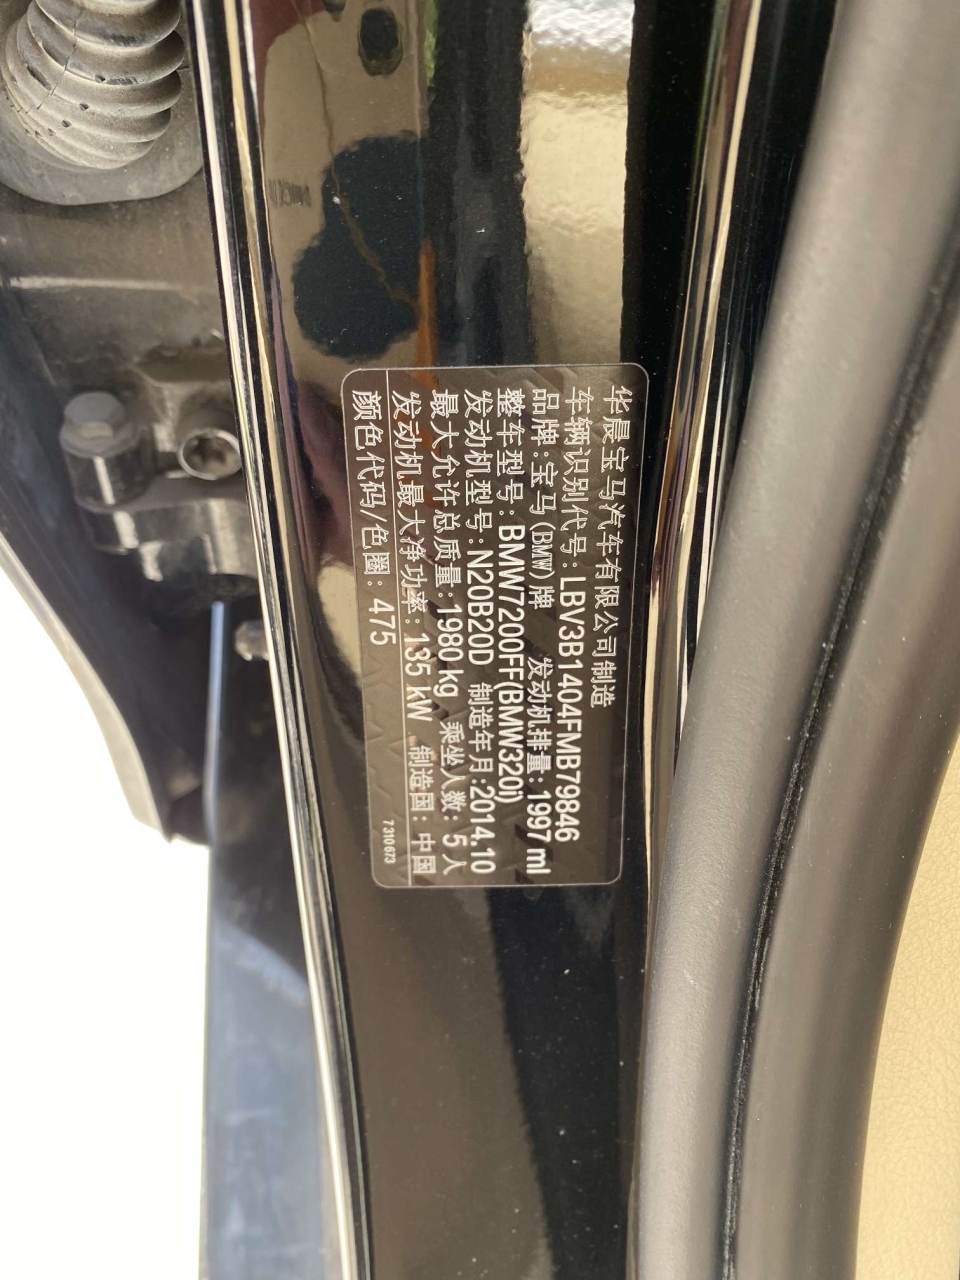 华晨宝马汽车有限公司制造
车辆识别代号:LBV3B1404FMB79846
品牌:宝马(BMW)牌 发动机排量:1997 ml
整车型号:BMW7200FF(BMW320i)
发动机型号:N20B20D 制造年月:2014.10
最大允许总质量:1980 kg 乘坐人数: 5 人
发动机最大净功率: 135 kW 制造国: 中国
颜色代码/色圈: 475
7310673